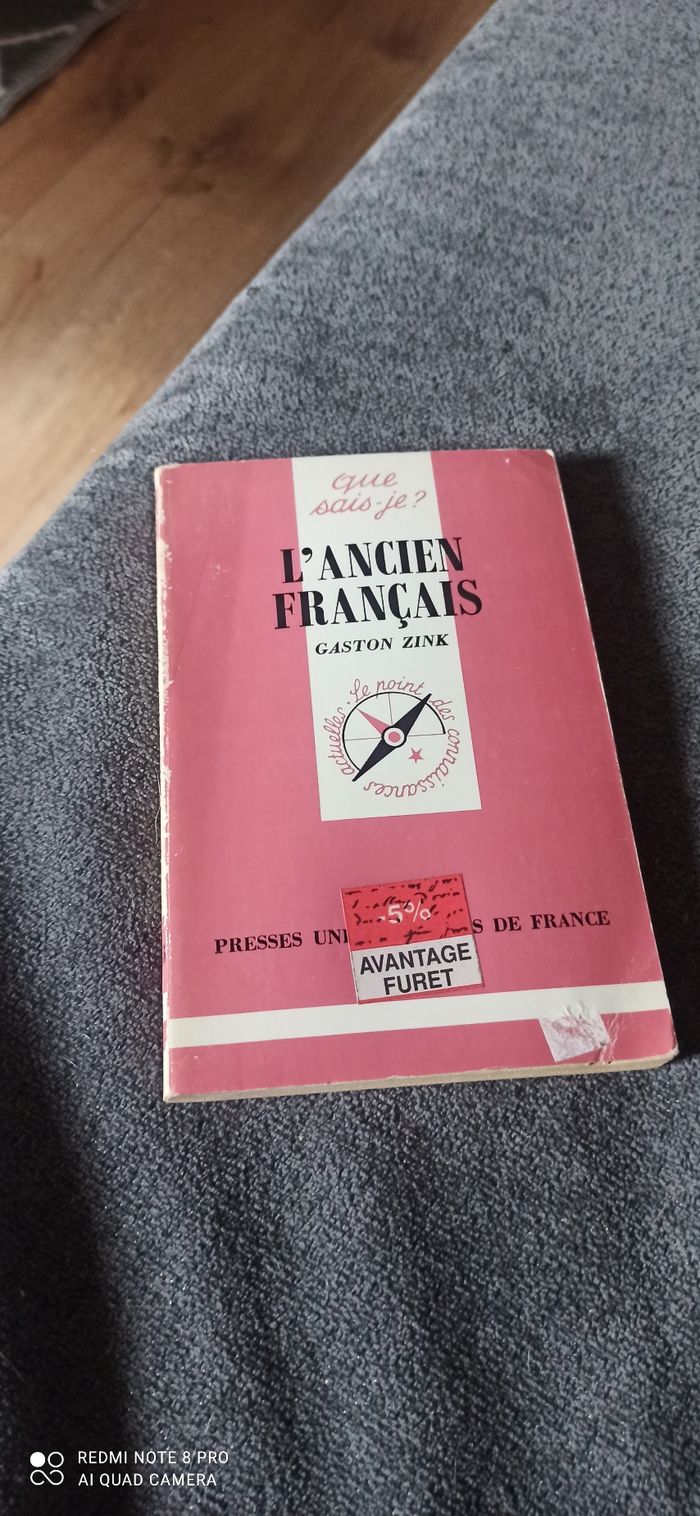 que
sais-je?
L'ANCIEN
FRANÇAIS
GASTON ZINK
Le point des connaissances actuelles.
-5%
PRESSES UNI S DE FRANCE
AVANTAGE
FURET
REDMI NOTE 8 PRO
AI QUAD CAMERA